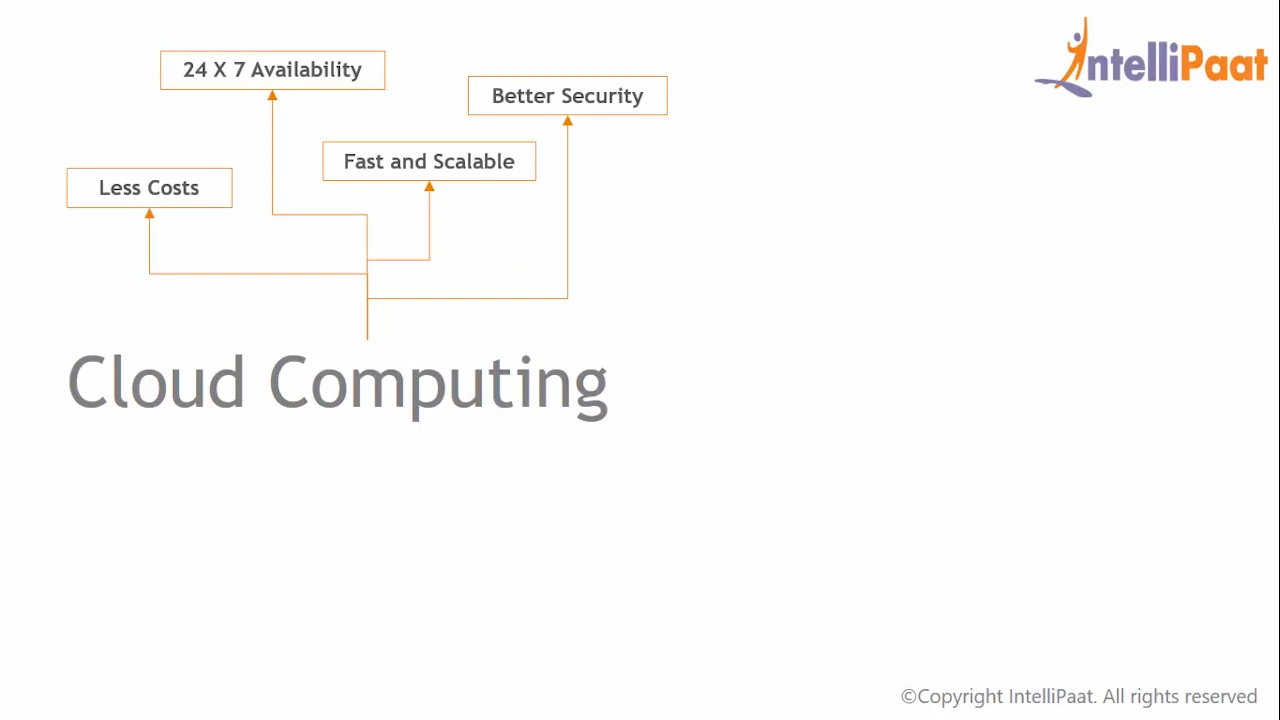 24 X 7 Availability
Better Security
Fast and Scalable
Less Costs
Cloud Computing
IntelliPaat
©Copyright IntelliPaat. All rights reserved